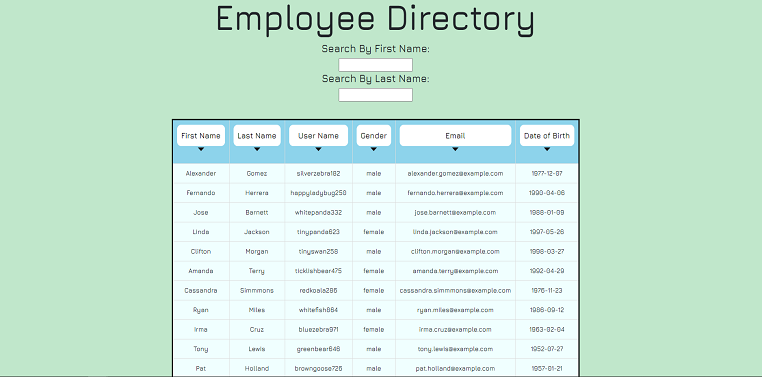 Employee Directory
Search By First Name:
Search By Last Name:
First Name Last Name User Name Gender Email Date of Birth
Alexander Gomez silverzebra182 male alexander.gomez@example.com 1977-12-07
Fernando Herrera happyladybug250 male fernando.herrera@example.com 1990-04-06
Jose Barnett whitepanda332 male jose.barnett@example.com 1988-01-09
Linda Jackson tinypanda623 female linda.jackson@example.com 1997-05-26
Clifton Morgan tinyswan258 male clifton.morgan@example.com 1998-03-27
Amanda Terry ticklishbear475 female amanda.terry@example.com 1992-04-29
Cassandra Simmmons redkoala286 female cassandra.simmmons@example.com 1976-11-23
Ryan Miles whitefish664 male ryan.miles@example.com 1986-09-12
Irma Cruz bluezebra971 female irma.cruz@example.com 1963-02-04
Tony Lewis greenbear646 male tony.lewis@example.com 1952-07-27
Pat Holland browngoose726 male pat.holland@example.com 1957-01-21